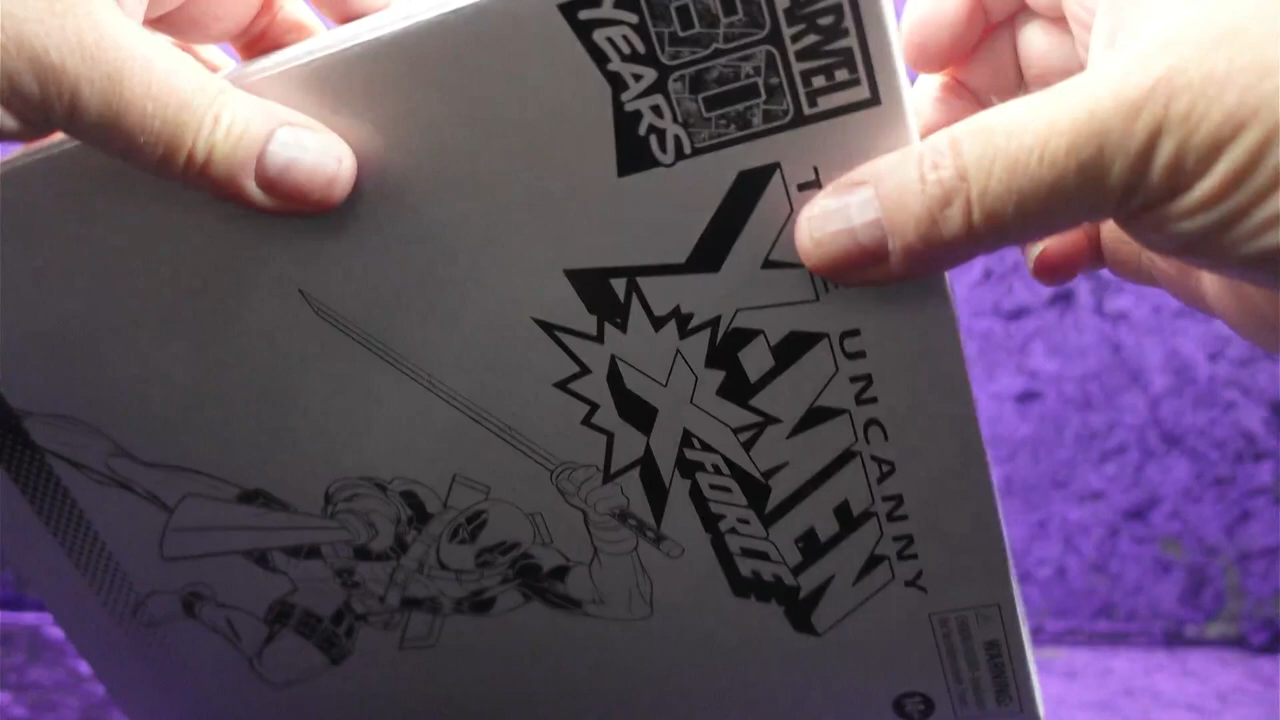 MARVEL
80
YEARS
THE UNCANNY
X-MEN
X-FORCE
WARNING: